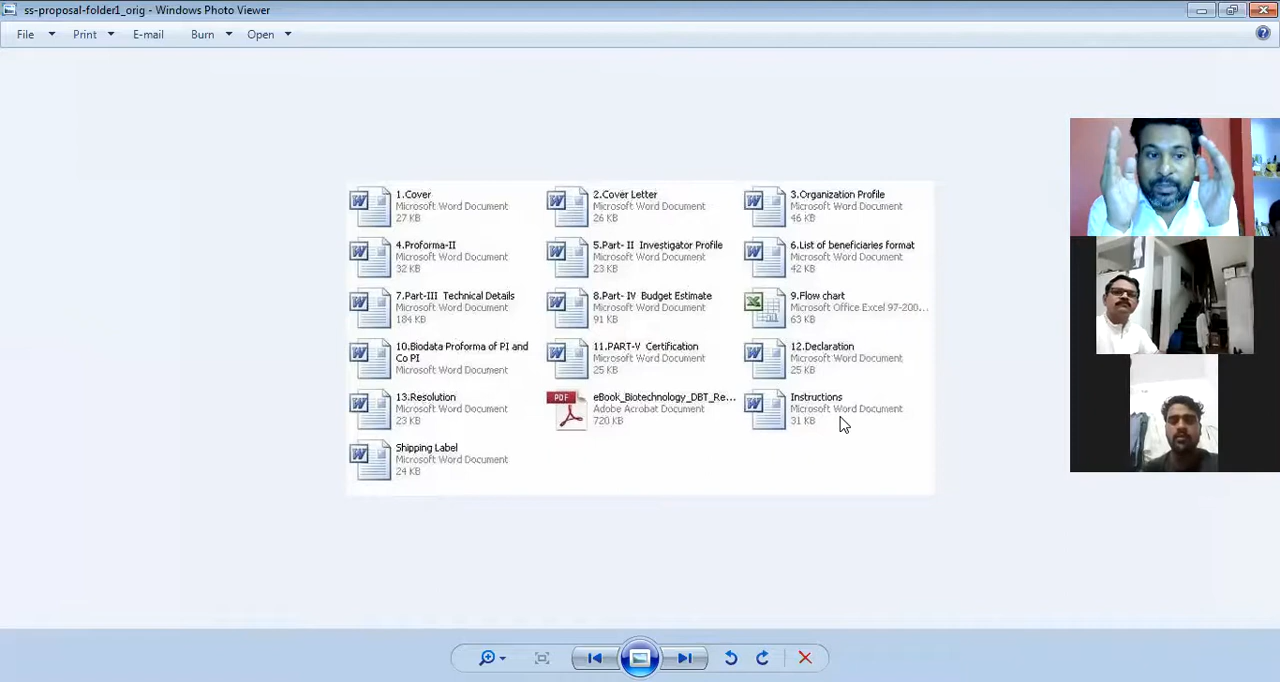 ss-proposal-folder1_orig - Windows Photo Viewer
File Print E-mail Burn Open
1.Cover
Microsoft Word Document
27 KB
2.Cover Letter
Microsoft Word Document
26 KB
3.Organization Profile
Microsoft Word Document
46 KB
4.Proforma-II
Microsoft Word Document
32 KB
5.Part- II Investigator Profile
Microsoft Word Document
23 KB
6.List of beneficiaries format
Microsoft Word Document
42 KB
7.Part-III Technical Details
Microsoft Word Document
184 KB
8.Part- IV Budget Estimate
Microsoft Word Document
91 KB
9.Flow chart
Microsoft Office Excel 97-200...
63 KB
10.Biodata Proforma of PI and
Co PI
Microsoft Word Document
11.PART-V Certification
Microsoft Word Document
25 KB
12.Declaration
Microsoft Word Document
25 KB
13.Resolution
Microsoft Word Document
23 KB
PDF
eBook_Biotechnology_DBT_Re...
Adobe Acrobat Document
720 KB
Instructions
Microsoft Word Document
31 KB
Shipping Label
Microsoft Word Document
24 KB